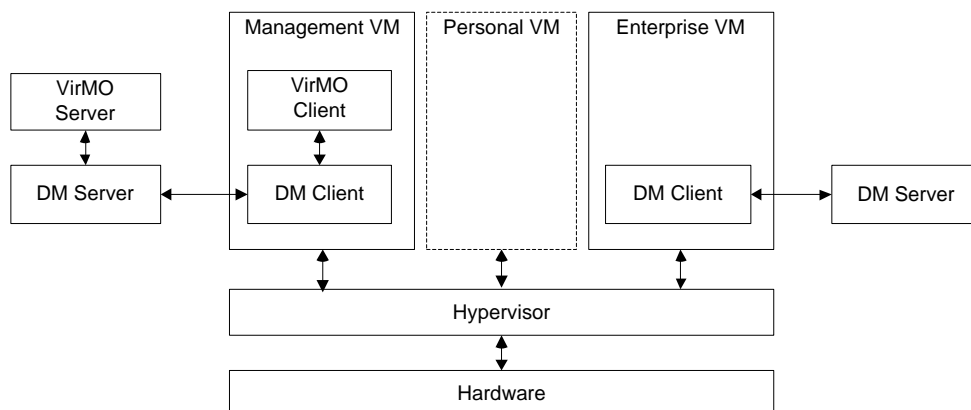 Management VM
Personal VM
Enterprise VM
VirMO
Server
VirMO
Client
DM Server
DM Client
DM Client
DM Server
Hypervisor
Hardware